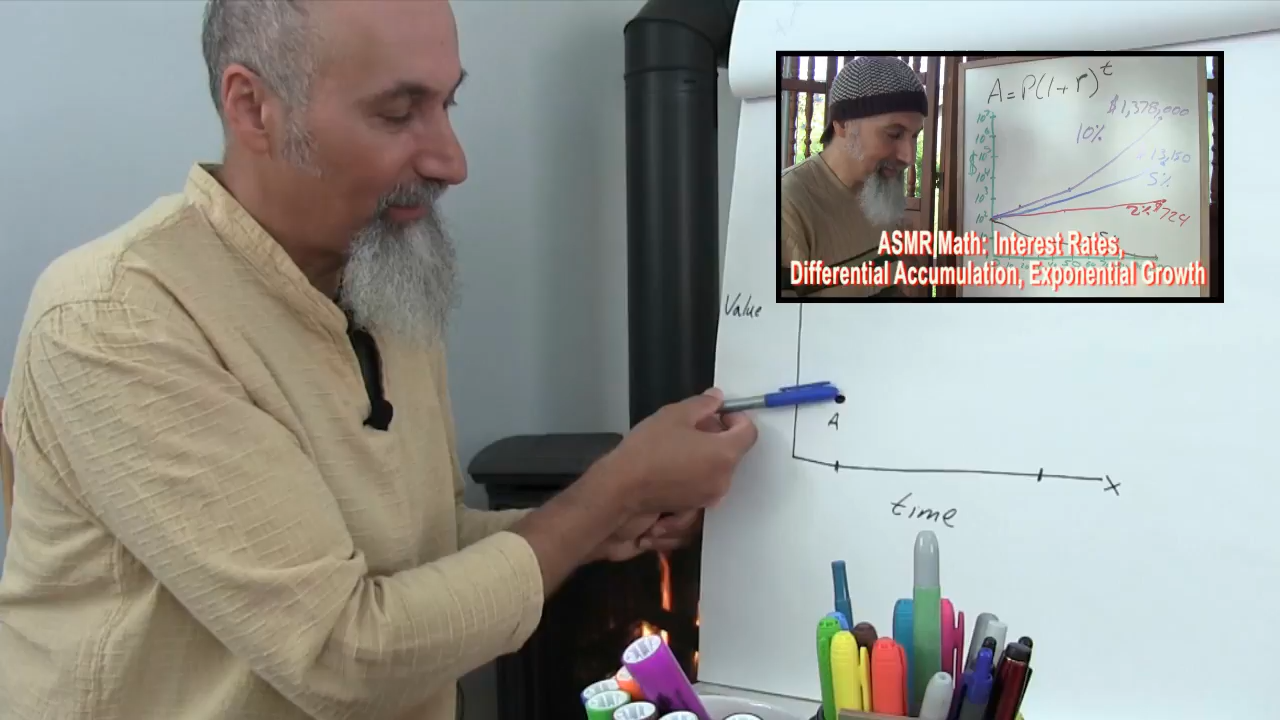 A = P(1+r)^t
$1,378,000
10%
13,150
5%
2% $724
ASMR Math: Interest Rates,
Differential Accumulation, Exponential Growth
Value
A
X
time